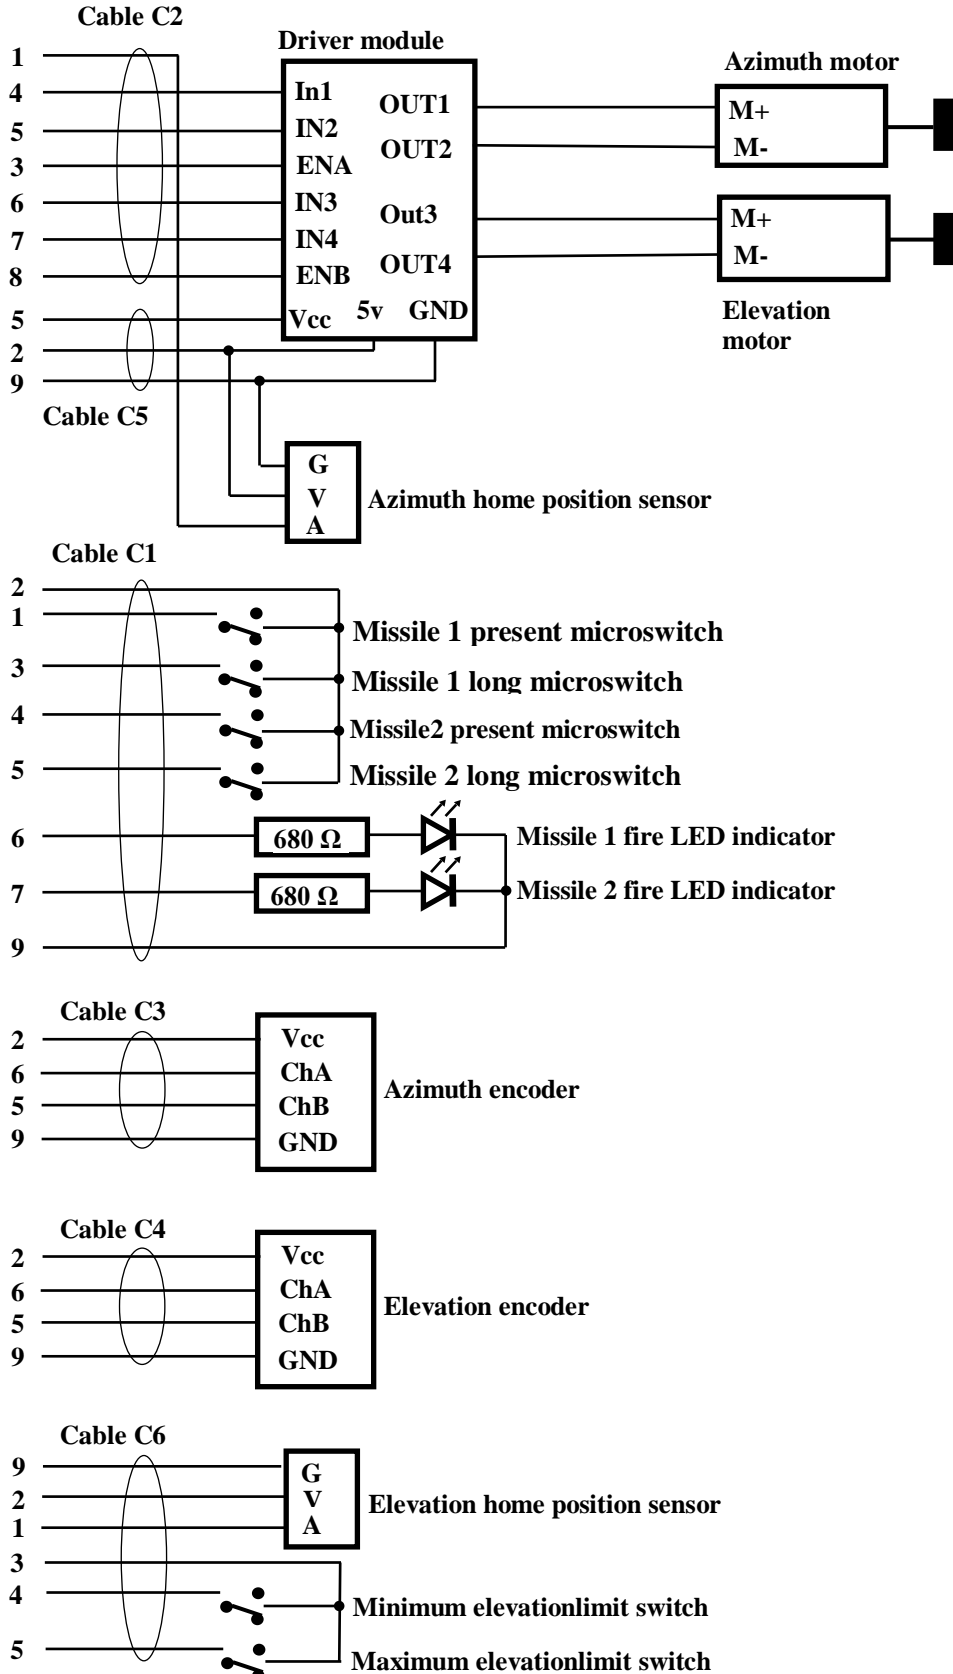 Cable C2
Driver module
1
Azimuth motor
4
In1
OUT1
M+
5
IN2
OUT2
M-
3
ENA
6
IN3
Out3
M+
7
IN4
OUT4
M-
8
ENB
5
Vcc
5v
GND
Elevation
motor
2
9
Cable C5
G
V
A
Azimuth home position sensor
Cable C1
2
1
Missile 1 present microswitch
3
Missile 1 long microswitch
4
Missile2 present microswitch
5
Missile 2 long microswitch
6
680 Ω
Missile 1 fire LED indicator
7
680 Ω
Missile 2 fire LED indicator
9
Cable C3
2
Vcc
6
ChA
5
ChB
9
GND
Azimuth encoder
Cable C4
2
Vcc
6
ChA
5
ChB
9
GND
Elevation encoder
Cable C6
9
G
2
V
1
A
Elevation home position sensor
3
4
Minimum elevationlimit switch
5
Maximum elevationlimit switch